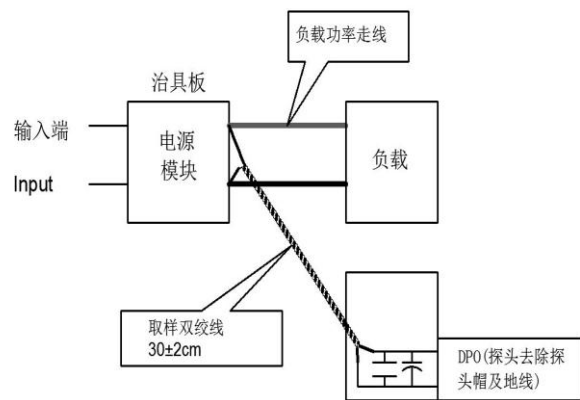 负载功率走线
治具板
输入端
Input
电源
模块
负载
取样双绞线
30±2cm
DPO(探头去除探
头帽及地线)